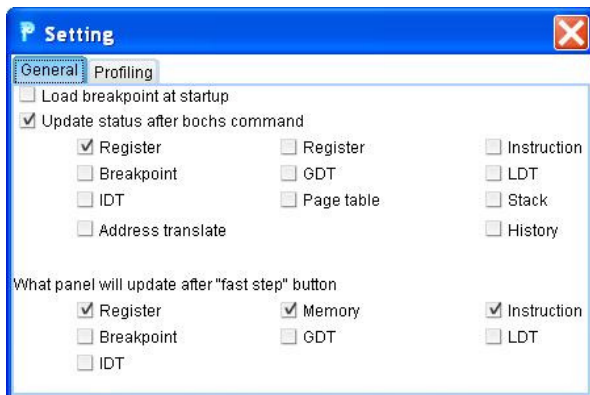 Setting
General Profiling
Load breakpoint at startup
Update status after bochs command
Register Register Instruction
Breakpoint GDT LDT
IDT Page table Stack
Address translate History
What panel will update after "fast step" button
Register Memory Instruction
Breakpoint GDT LDT
IDT